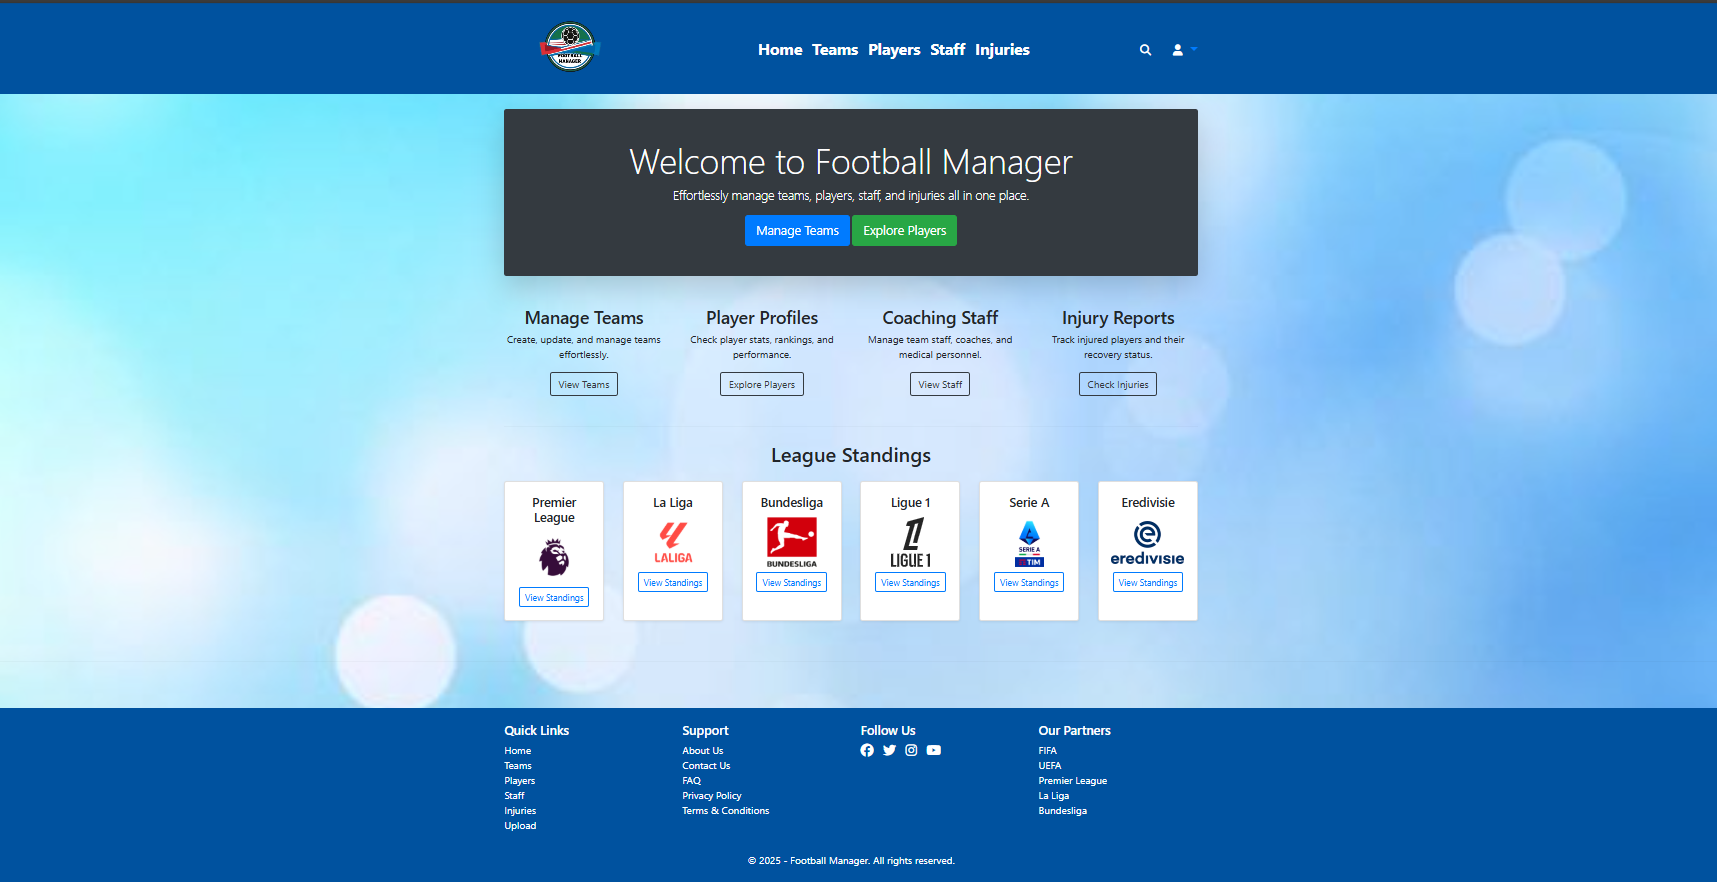 FOOTBALL
MANAGER
Home Teams Players Staff Injuries
Welcome to Football Manager
Effortlessly manage teams, players, staff, and injuries all in one place.
Manage Teams Explore Players
Manage Teams
Create, update, and manage teams
effortlessly.
View Teams
Player Profiles
Check player stats, rankings, and
performance.
Explore Players
Coaching Staff
Manage team staff, coaches, and
medical personnel.
View Staff
Injury Reports
Track injured players and their
recovery status.
Check Injuries
League Standings
Premier
League
View Standings
La Liga
LALIGA
View Standings
Bundesliga
BUNDESLIGA
View Standings
Ligue 1
LIGUE 1
View Standings
Serie A
SERIE A
TIM
View Standings
Eredivisie
eredivisie
View Standings
Quick Links
Home
Teams
Players
Staff
Injuries
Upload
Support
About Us
Contact Us
FAQ
Privacy Policy
Terms & Conditions
Follow Us
Our Partners
FIFA
UEFA
Premier League
La Liga
Bundesliga
© 2025 - Football Manager. All rights reserved.